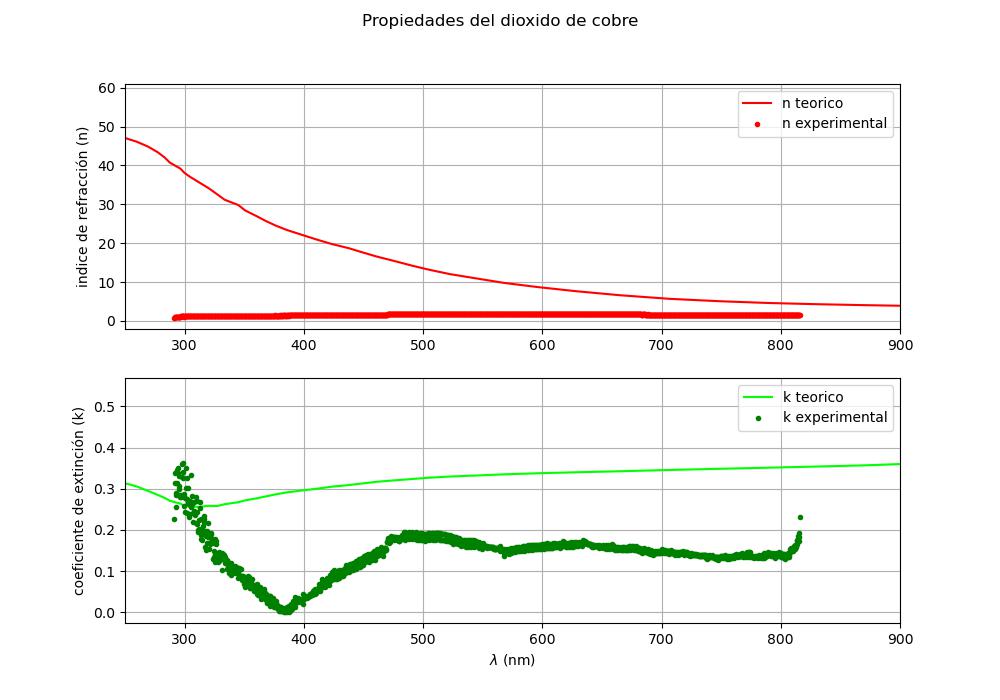 Propiedades del dioxido de cobre
60
50
40
30
20
10
0
indice de refracción (n)
n teorico
n experimental
300 400 500 600 700 800 900
0.5
0.4
0.3
0.2
0.1
0.0
coeficiente de extinción (k)
k teorico
k experimental
300 400 500 600 700 800 900
λ (nm)